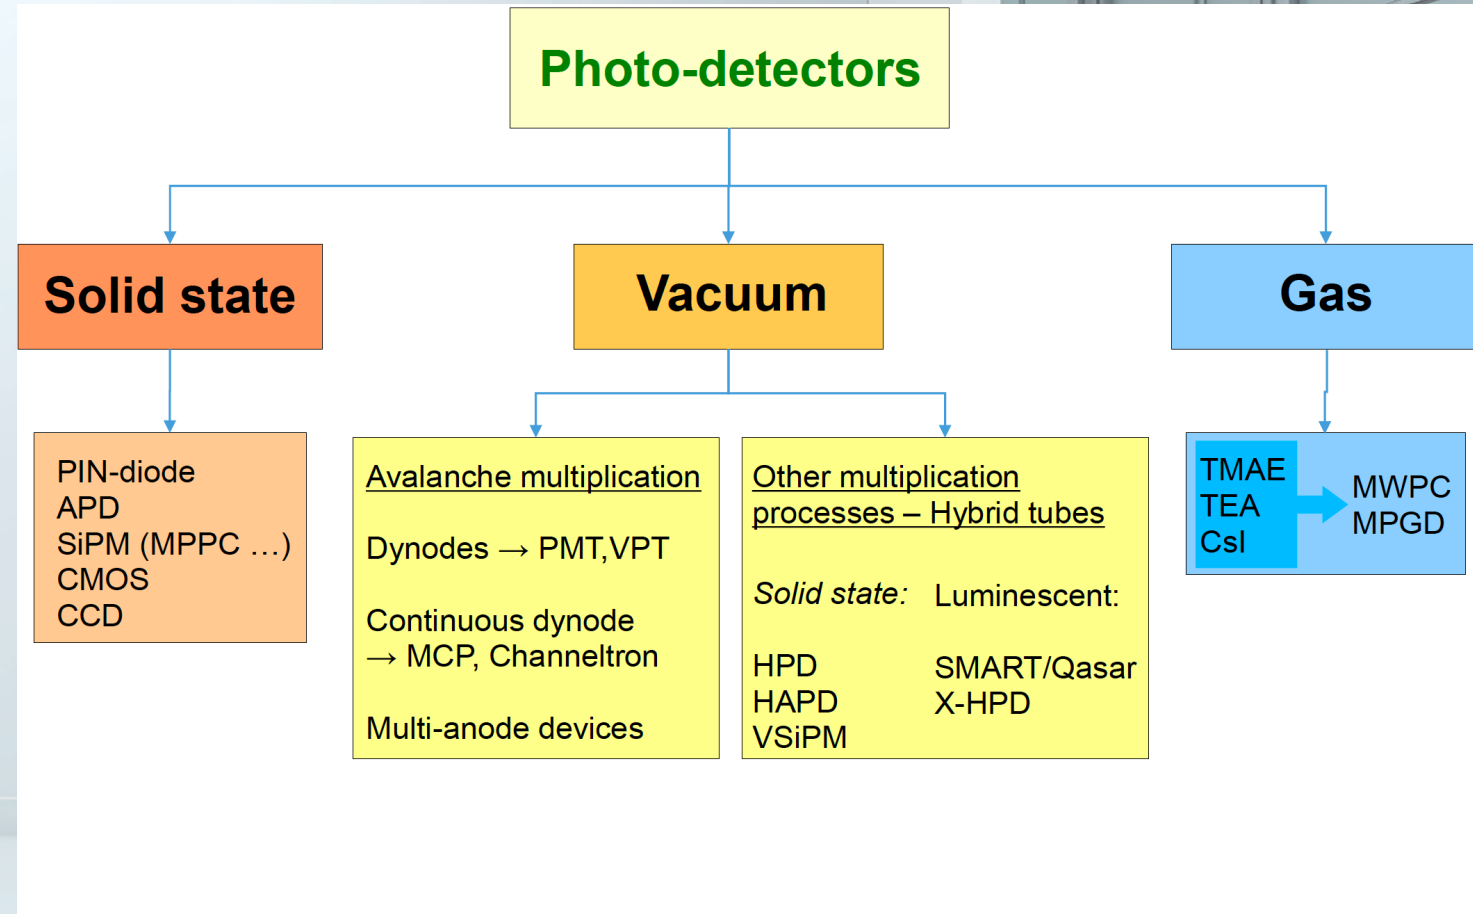 Photo-detectors
Solid state
Vacuum
Gas
PIN-diode
APD
SiPM (MPPC …)
CMOS
CCD
Avalanche multiplication
Dynodes → PMT,VPT
Continuous dynode
→ MCP, Channeltron
Multi-anode devices
Other multiplication
processes – Hybrid tubes
Solid state:
HPD
HAPD
VSiPM
Luminescent:
SMART/Qasar
X-HPD
TMAE
TEA
CsI
MWPC
MPGD